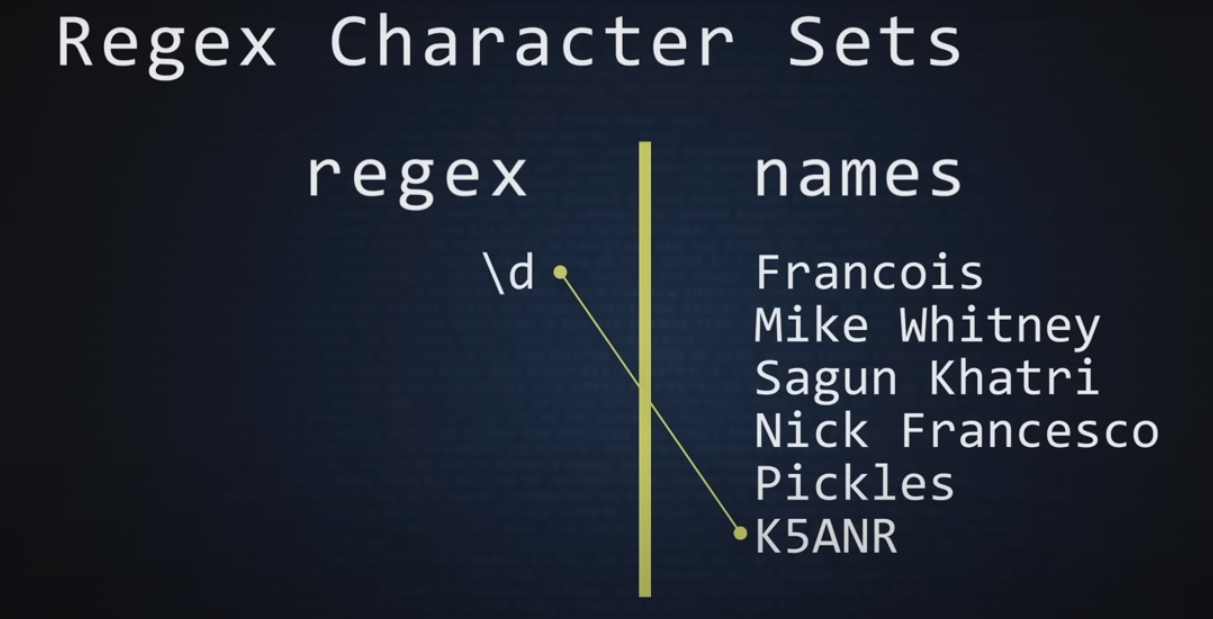 Regex Character Sets
regex
\d
names
Francois
Mike Whitney
Sagun Khatri
Nick Francesco
Pickles
K5ANR